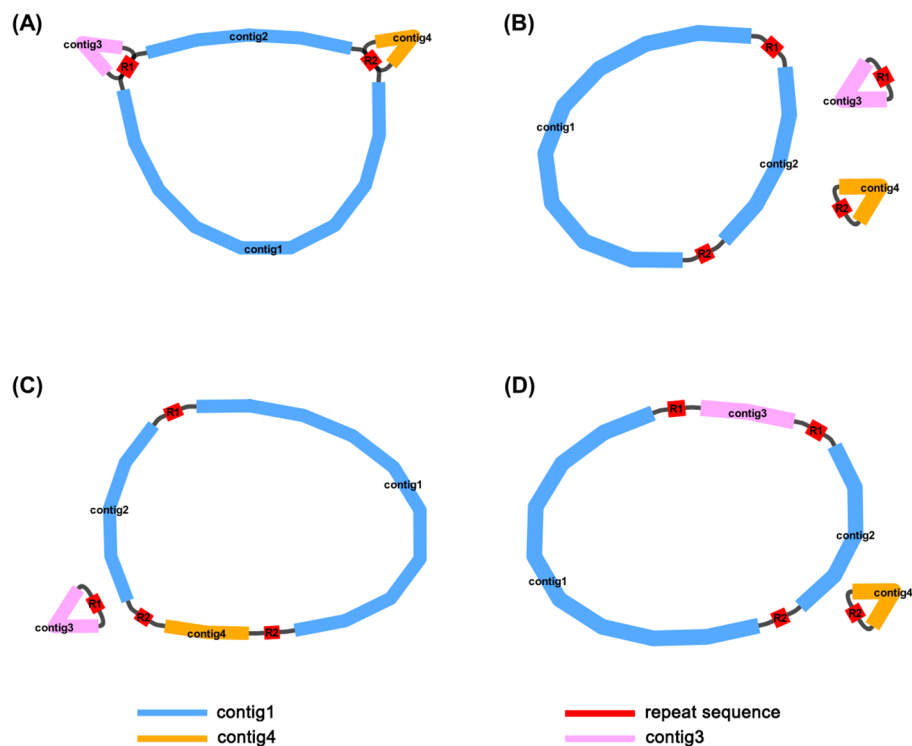 (A)
contig3
contig2
contig4
R1
R2
contig1
(B)
R1
R1
contig3
contig1
contig2
contig4
R2
R2
(C)
R1
contig1
contig2
R1
contig3
R2
contig4
R2
(D)
R1
contig3
R1
contig2
contig1
contig4
R2
R2
contig1
repeat sequence
contig4
contig3